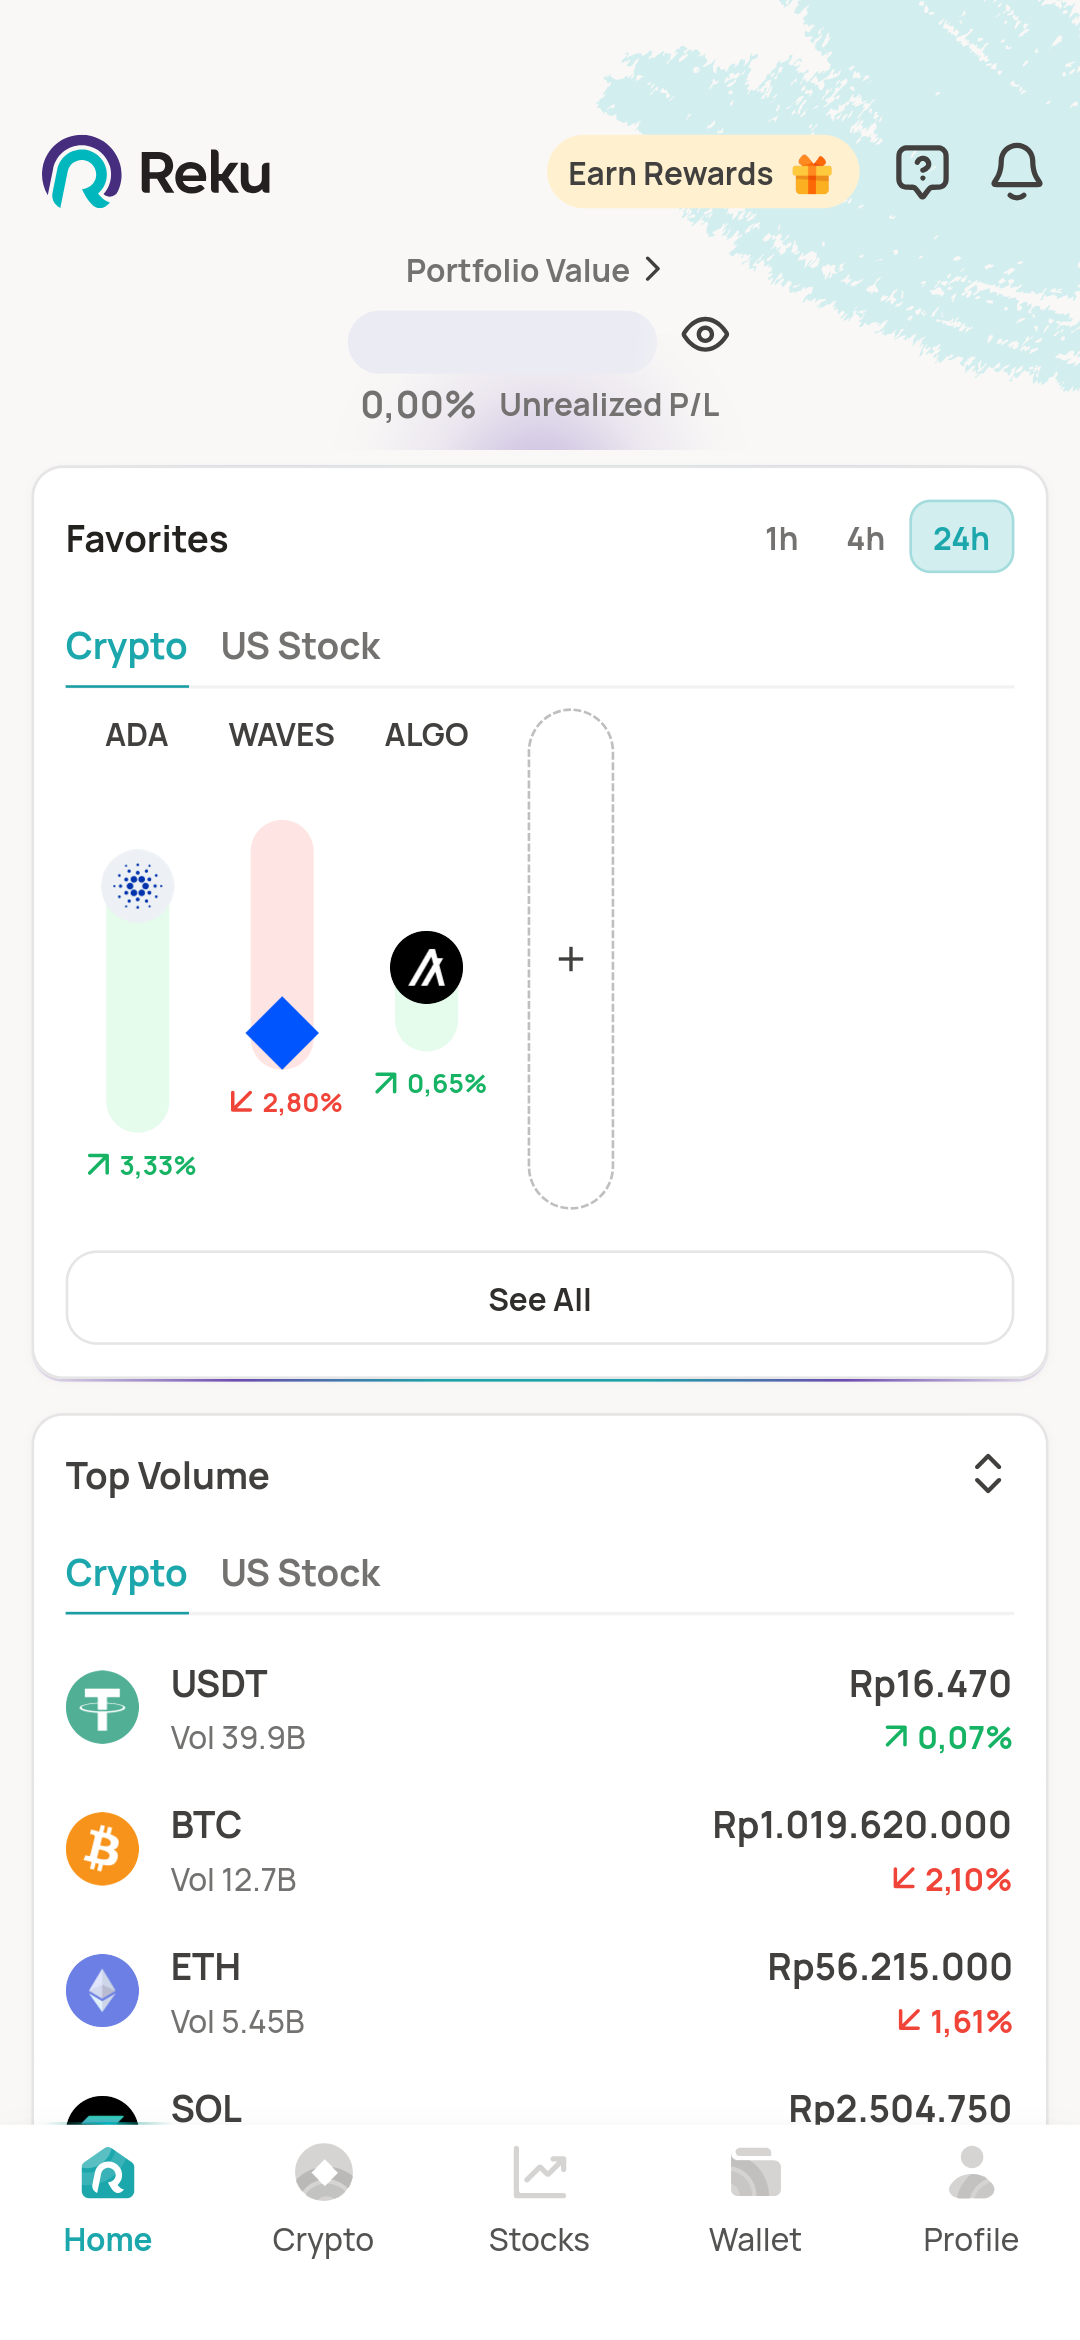 Reku
Earn Rewards
Portfolio Value
0,00% Unrealized P/L
Favorites
1h 4h 24h
Crypto US Stock
ADA WAVES ALGO
+
3,33%
2,80%
0,65%
See All
Top Volume
Crypto US Stock
USDT Rp16.470
Vol 39.9B 0,07%
BTC Rp1.019.620.000
Vol 12.7B 2,10%
ETH Rp56.215.000
Vol 5.45B 1,61%
SOL Rp2.504.750
Home Crypto Stocks Wallet Profile